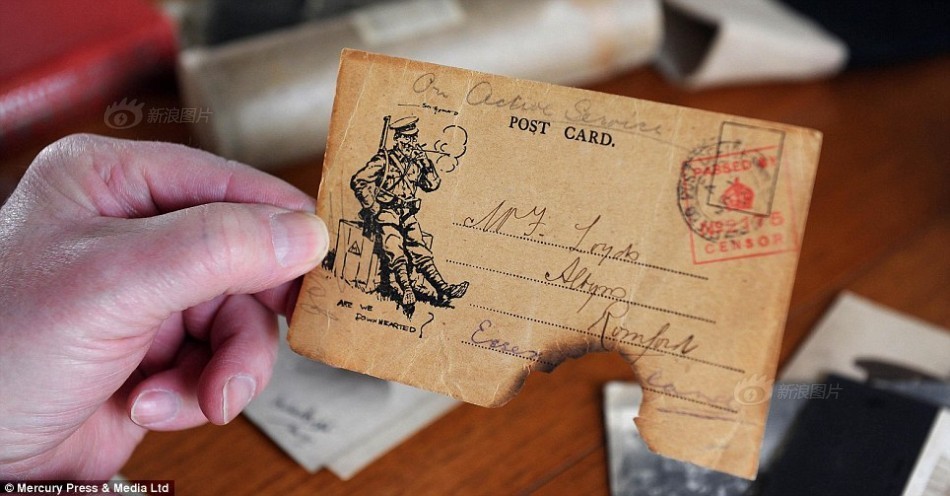 新浪图片
On Active Service
POST CARD.
PASSED BY
CENSOR
Mr F. Loyds
Romford
Essex
ARE WE
DOWNHEARTED?
新浪图片
© Mercury Press & Media Ltd